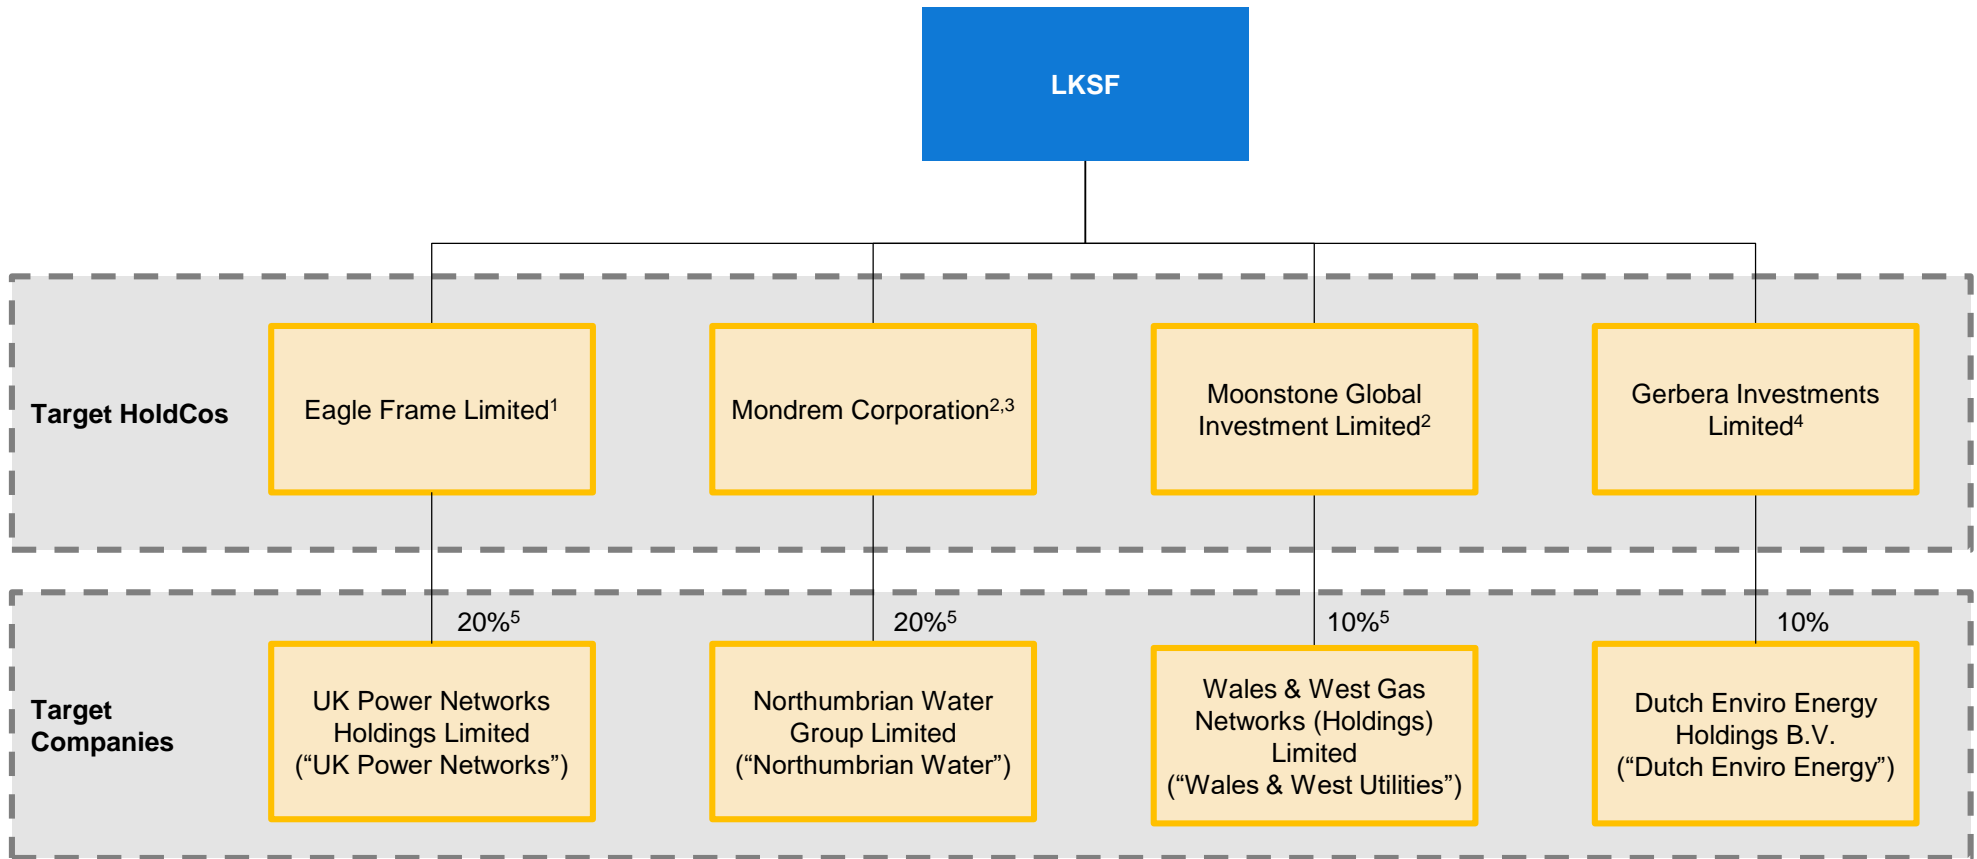 LKSF
Target HoldCos
Eagle Frame Limited¹
Mondrem Corporation²,³
Moonstone Global
Investment Limited²
Gerbera Investments
Limited⁴
20%⁵
20%⁵
10%⁵
10%
Target
Companies
UK Power Networks
Holdings Limited
(“UK Power Networks”)
Northumbrian Water
Group Limited
(“Northumbrian Water”)
Wales & West Gas
Networks (Holdings)
Limited
(“Wales & West Utilities”)
Dutch Enviro Energy
Holdings B.V.
(“Dutch Enviro Energy”)